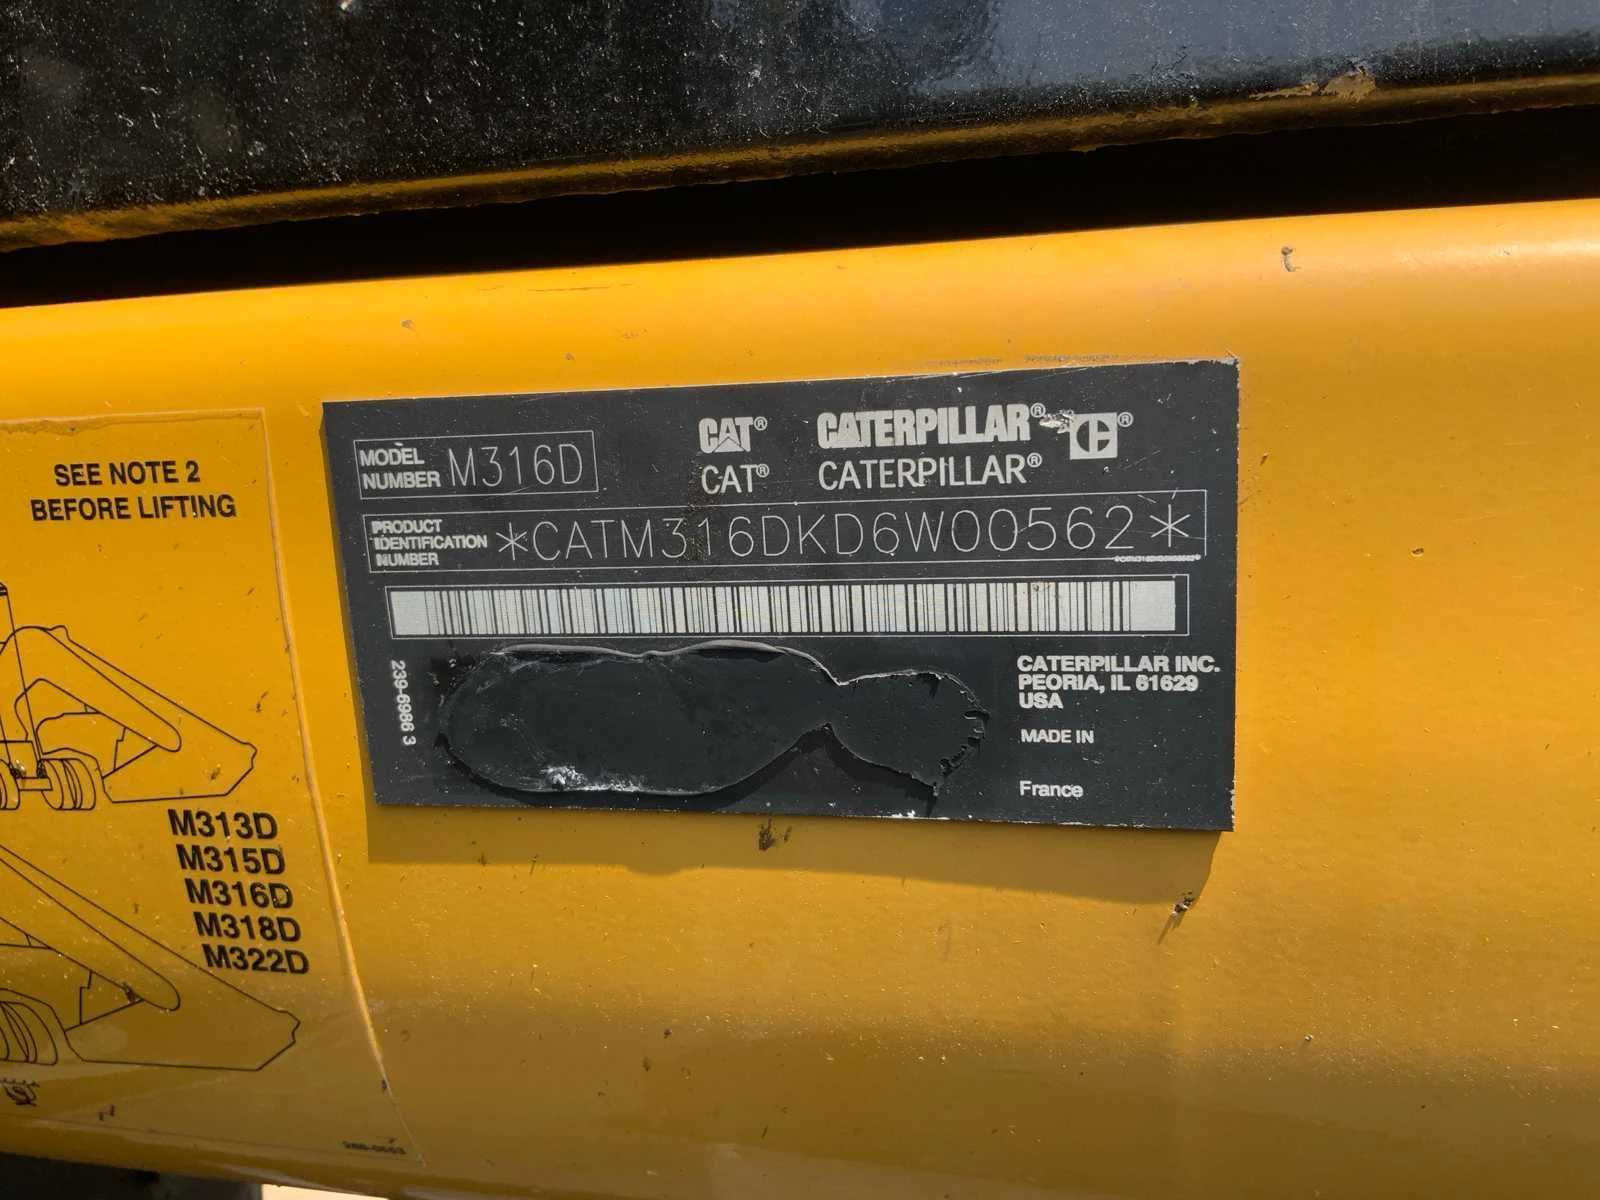 SEE NOTE 2
BEFORE LIFTING
M313D
M315D
M316D
M318D
M322D
MODEL
NUMBER M316D
CAT® CATERPILLAR® C®
CAT® CATERPILLAR®
PRODUCT
IDENTIFICATION
NUMBER
*CATM316DKD6W00562*
239-6986 3
CATERPILLAR INC.
PEORIA, IL 61629
USA
MADE IN
France